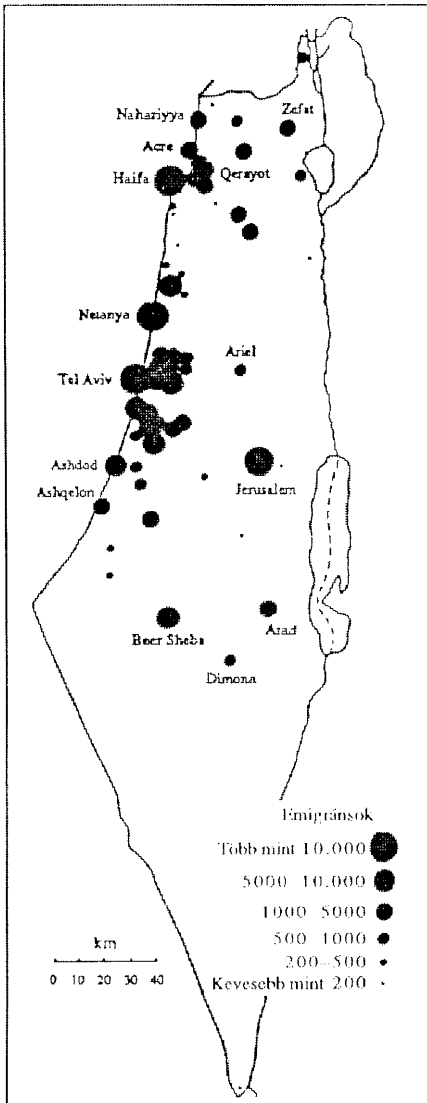 Nahariyya
Zefat
Acre
Haifa
Qerayot
Netanya
Ariel
Tel Aviv
Ashdod
Jerusalem
Ashqelon
Arad
Beer Sheba
Dimona
Emigránsok
Több mint 10.000
5000–10.000
1000–5000
500–1000
200–500
Kevesebb mint 200
km
0 10 20 30 40